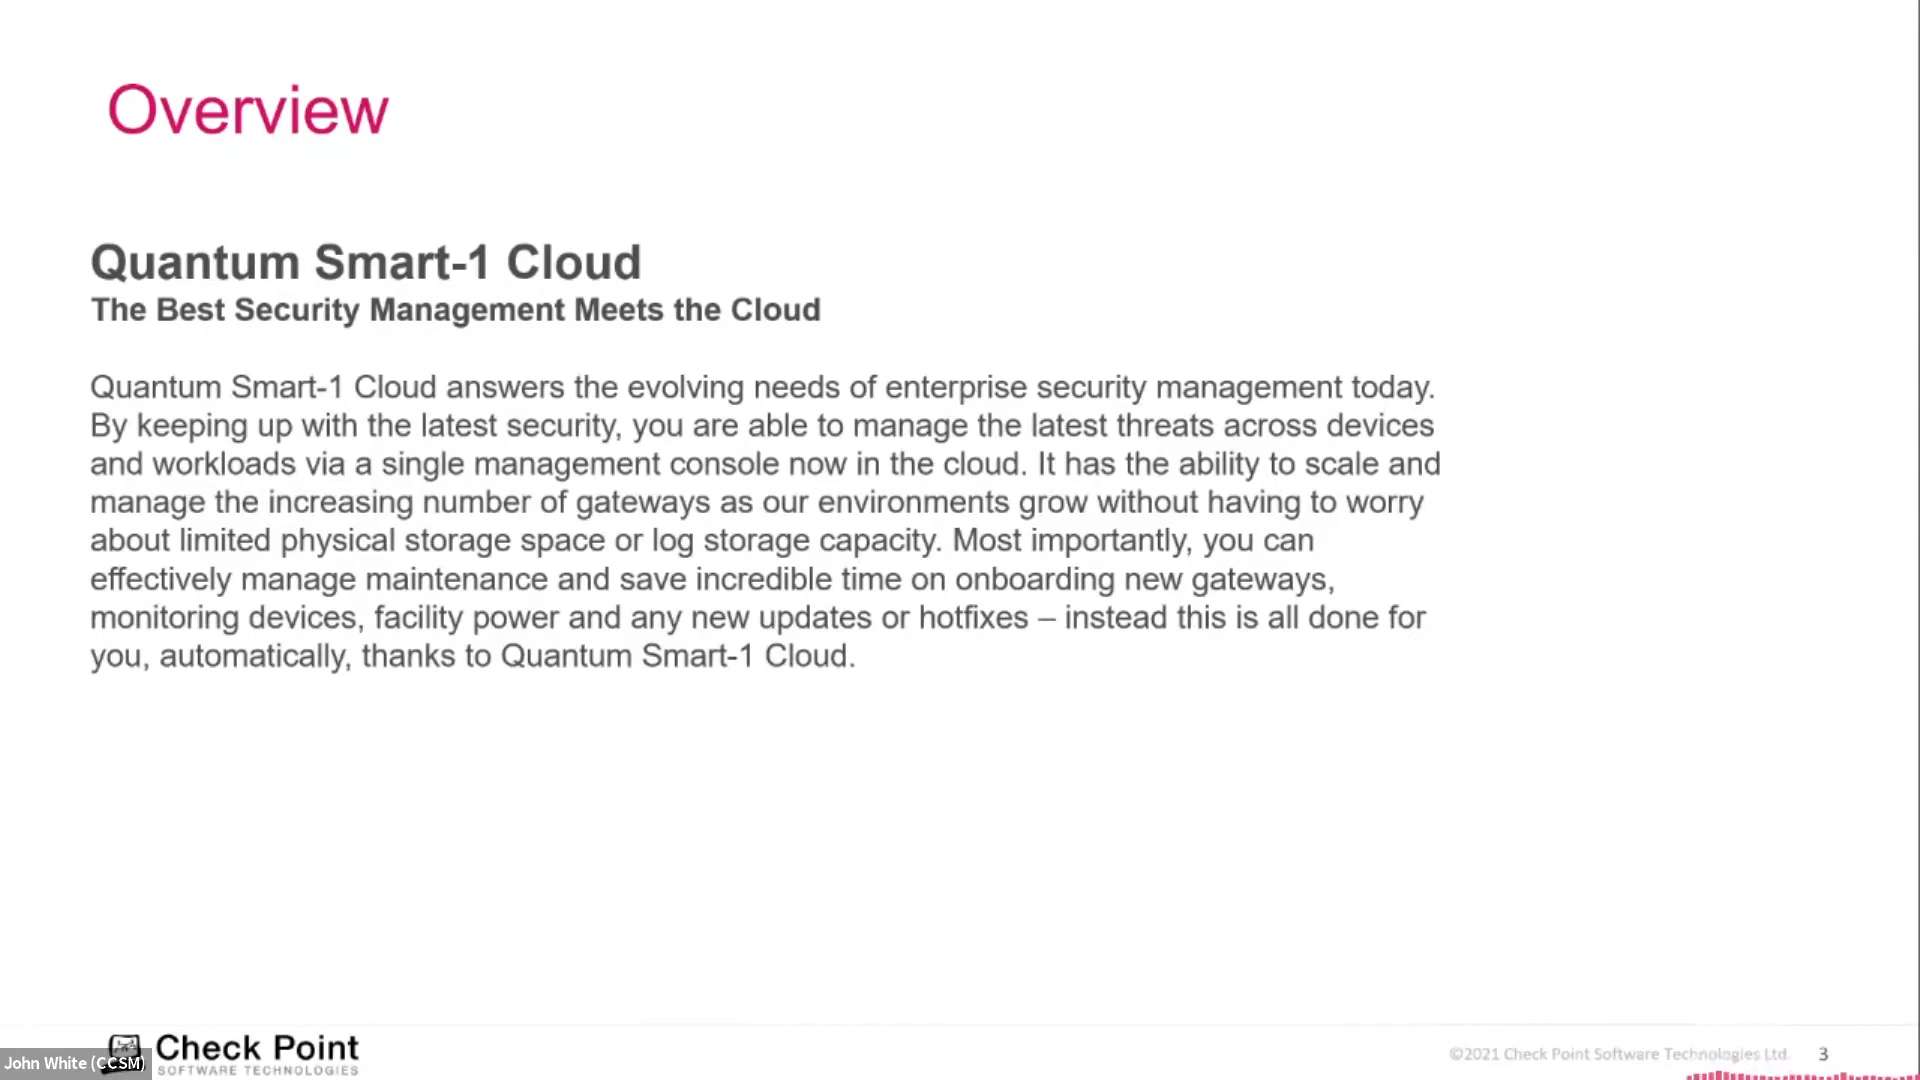 Overview
Quantum Smart-1 Cloud
The Best Security Management Meets the Cloud
Quantum Smart-1 Cloud answers the evolving needs of enterprise security management today.
By keeping up with the latest security, you are able to manage the latest threats across devices
and workloads via a single management console now in the cloud. It has the ability to scale and
manage the increasing number of gateways as our environments grow without having to worry
about limited physical storage space or log storage capacity. Most importantly, you can
effectively manage maintenance and save incredible time on onboarding new gateways,
monitoring devices, facility power and any new updates or hotfixes – instead this is all done for
you, automatically, thanks to Quantum Smart-1 Cloud.
Check Point
SOFTWARE TECHNOLOGIES
John White (CCSM)
©2021 Check Point Software Technologies Ltd.
3